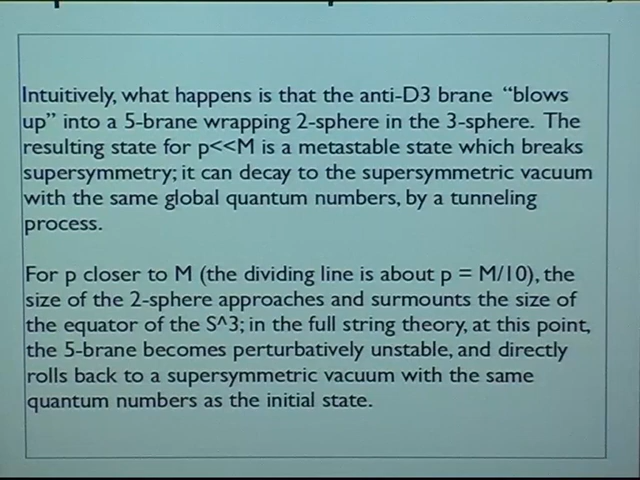 Intuitively, what happens is that the anti-D3 brane “blows
up” into a 5-brane wrapping 2-sphere in the 3-sphere. The
resulting state for p<<M is a metastable state which breaks
supersymmetry; it can decay to the supersymmetric vacuum
with the same global quantum numbers, by a tunneling
process.
For p closer to M (the dividing line is about p = M/10), the
size of the 2-sphere approaches and surmounts the size of
the equator of the S^3; in the full string theory, at this point,
the 5-brane becomes perturbatively unstable, and directly
rolls back to a supersymmetric vacuum with the same
quantum numbers as the initial state.